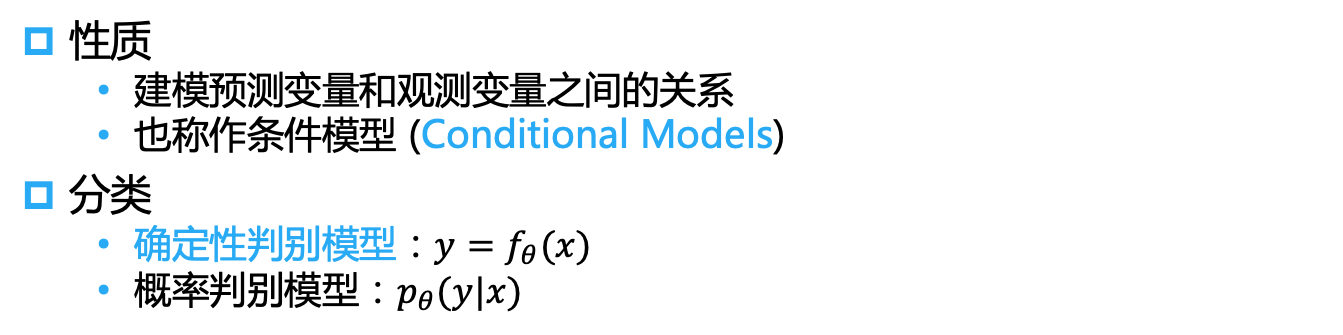 性质
• 建模预测变量和观测变量之间的关系
• 也称作条件模型 (Conditional Models)
分类
• 确定性判别模型：y = fθ(x)
• 概率判别模型：pθ(y|x)